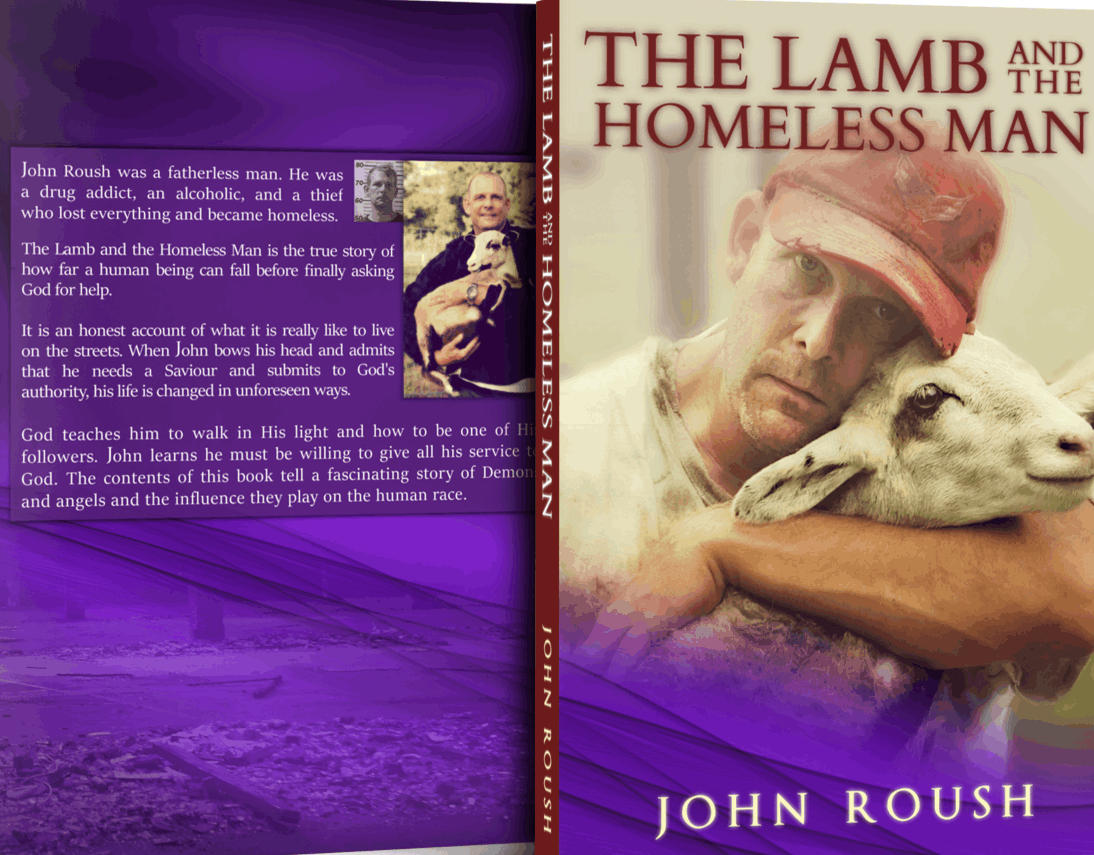 John Roush was a fatherless man. He was
a drug addict, an alcoholic, and a thief
who lost everything and became homeless.
The Lamb and the Homeless Man is the true story of
how far a human being can fall before finally asking
God for help.
It is an honest account of what it is really like to live
on the streets. When John bows his head and admits
that he needs a Saviour and submits to God's
authority, his life is changed in unforeseen ways.
God teaches him to walk in His light and how to be one of Hi
followers. John learns he must be willing to give all his service t
God. The contents of this book tell a fascinating story of Demon
and angels and the influence they play on the human race.
THE LAMB AND THE HOMELESS MAN
JOHN ROUSH
THE LAMB AND THE
HOMELESS MAN
JOHN ROUSH